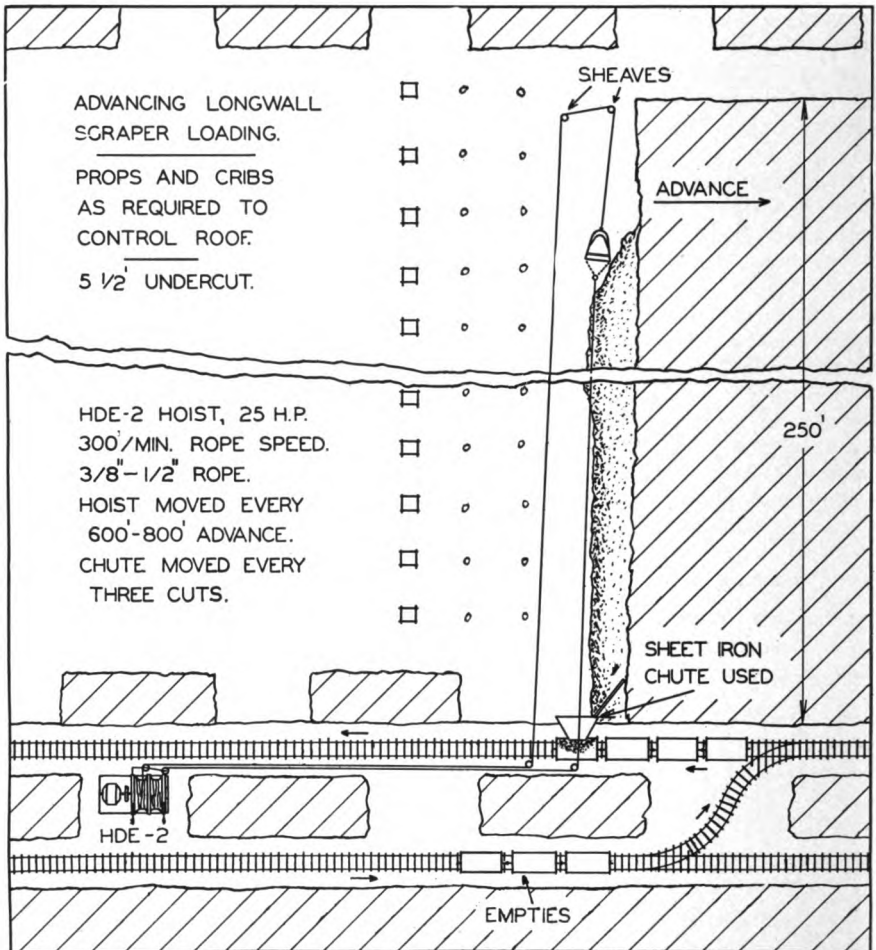 SHEAVES
ADVANCING LONGWALL
SCRAPER LOADING.
PROPS AND CRIBS
AS REQUIRED TO
CONTROL ROOF.
5 1/2' UNDERCUT.
ADVANCE
250'
HDE-2 HOIST, 25 H.P.
300'/MIN. ROPE SPEED.
3/8"-1/2" ROPE.
HOIST MOVED EVERY
600'-800' ADVANCE.
CHUTE MOVED EVERY
THREE CUTS.
SHEET IRON
CHUTE USED
HDE-2
EMPTIES